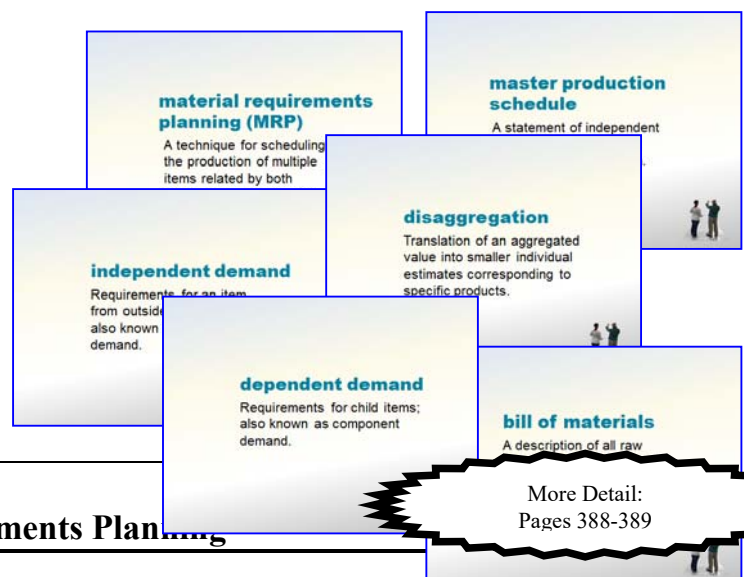 material requirements
planning (MRP)
A technique for scheduling
the production of multiple
items related by both
master production
schedule
A statement of independent
disaggregation
Translation of an aggregated
value into smaller individual
estimates corresponding to
specific products.
independent demand
Requirements for an item
from outside
also known
demand.
dependent demand
Requirements for child items;
also known as component
demand.
bill of materials
A description of all raw
More Detail:
Pages 388-389
ments Planning